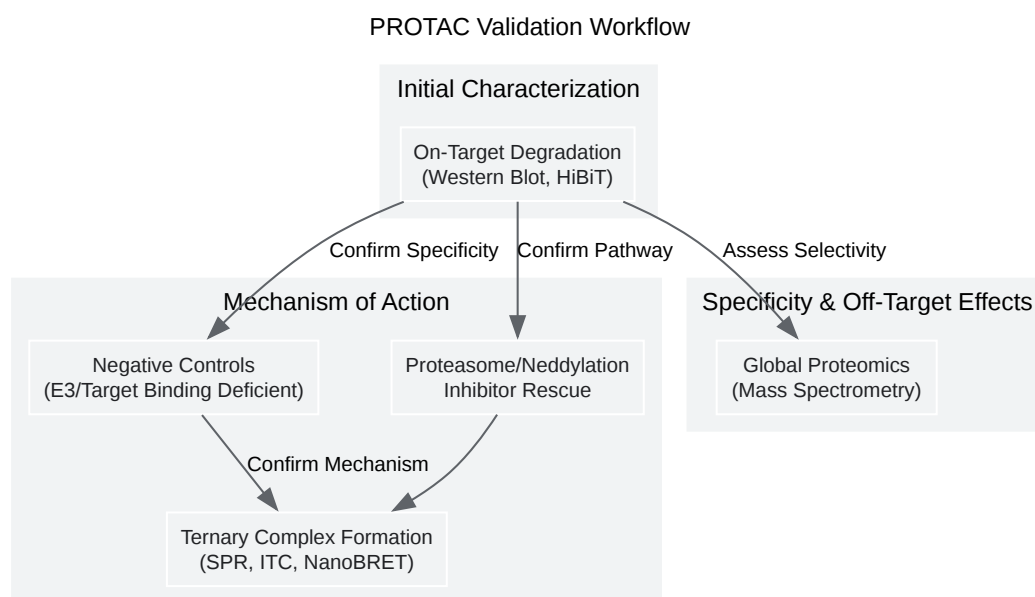 PROTAC Validation Workflow
Initial Characterization
On-Target Degradation
(Western Blot, HiBiT)
Confirm Specificity
Confirm Pathway
Assess Selectivity
Mechanism of Action
Specificity & Off-Target Effects
Negative Controls
(E3/Target Binding Deficient)
Proteasome/Neddylation
Inhibitor Rescue
Global Proteomics
(Mass Spectrometry)
Confirm Mechanism
Ternary Complex Formation
(SPR, ITC, NanoBRET)